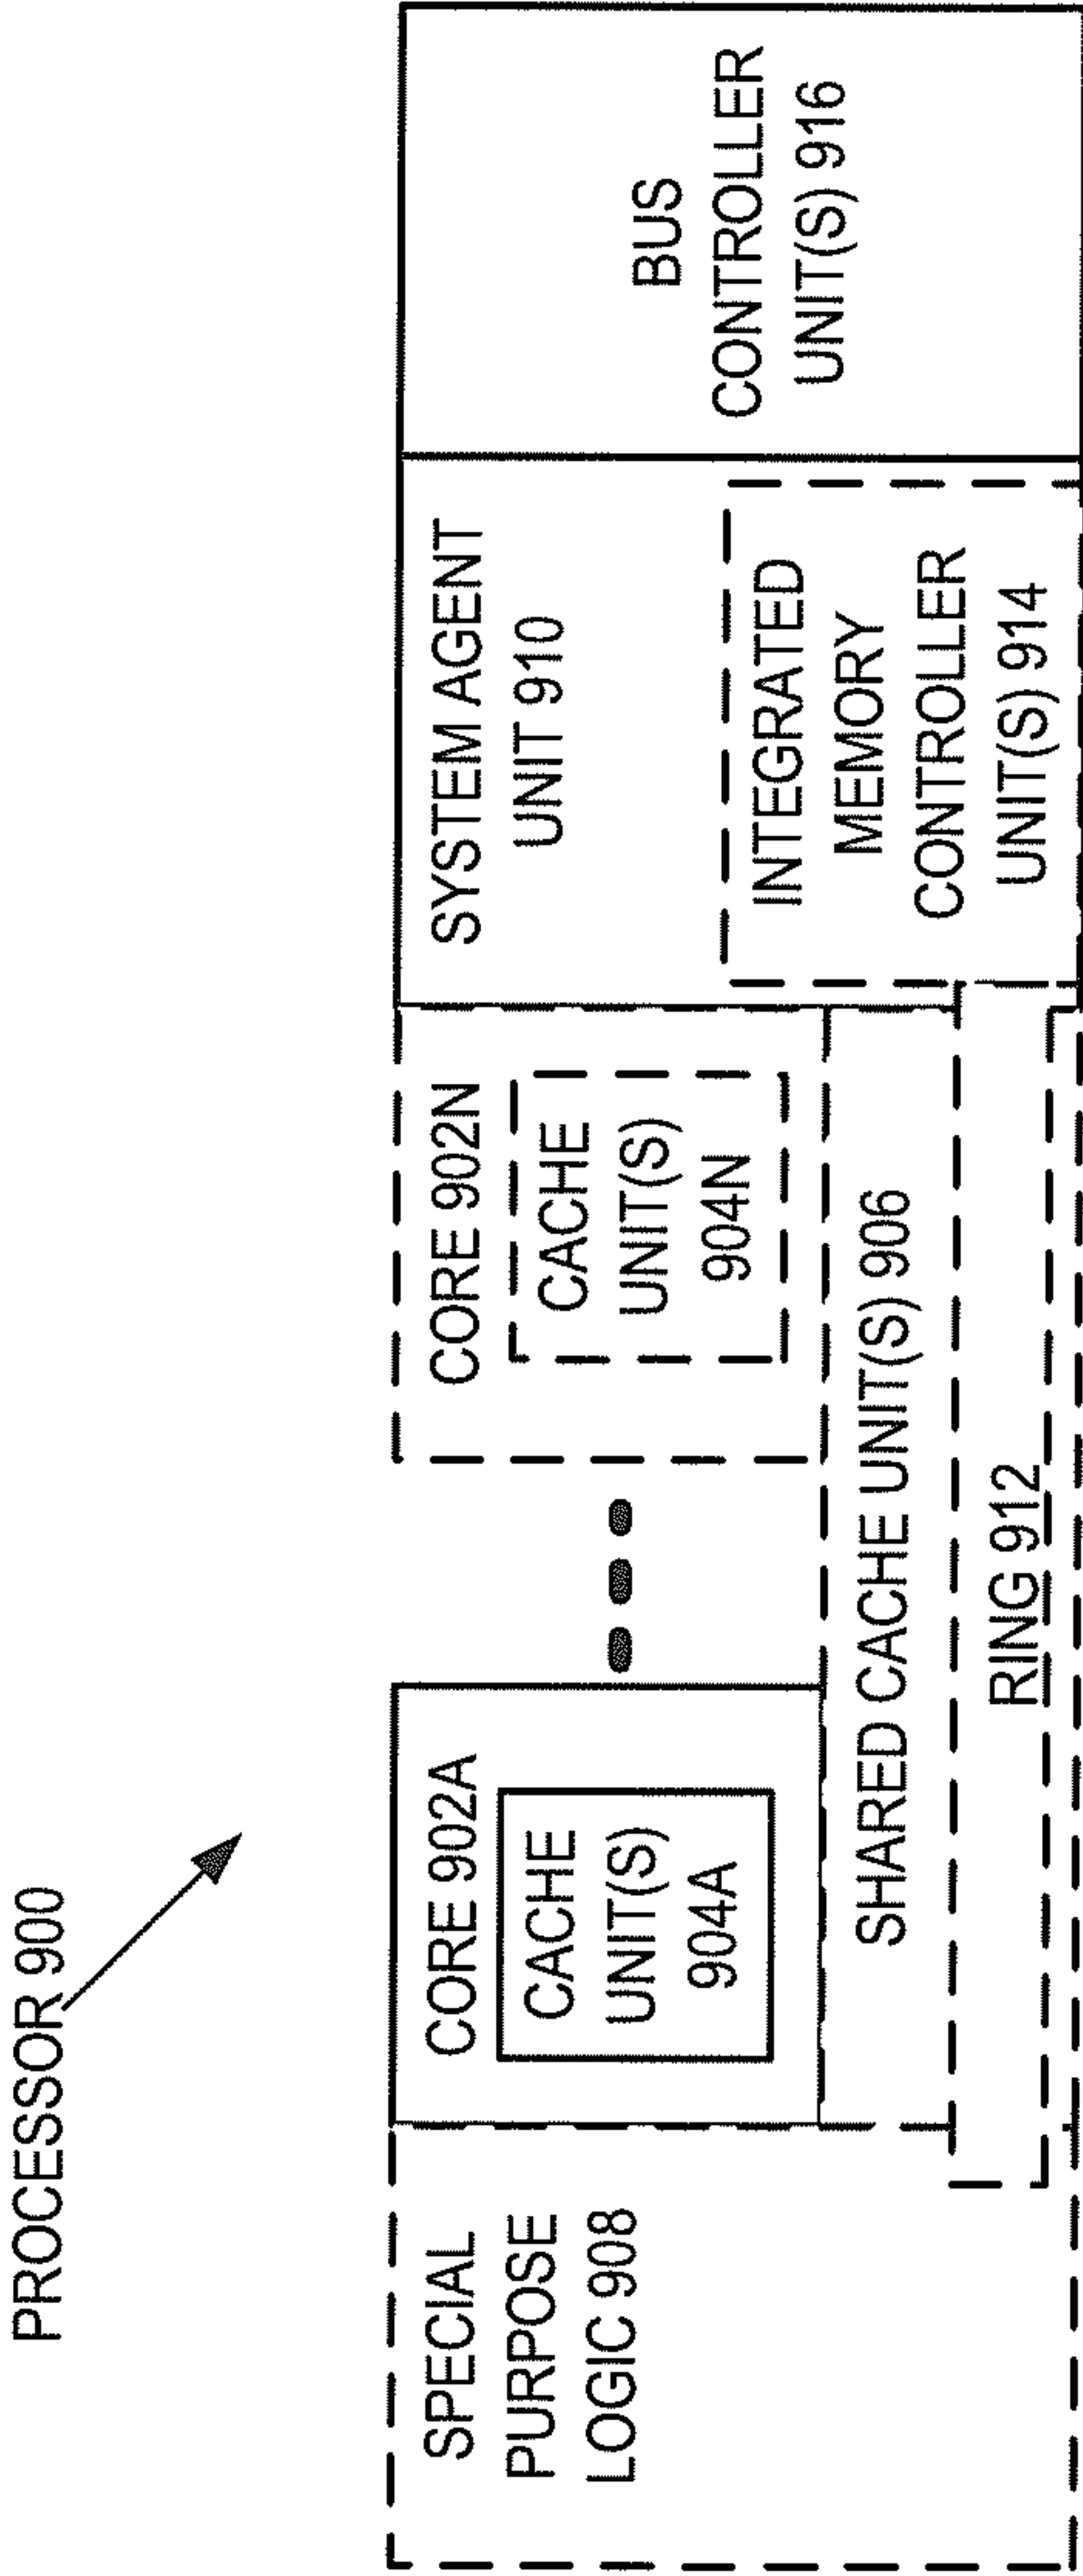 PROCESSOR 900
SPECIAL
PURPOSE
LOGIC 908
CORE 902A
CACHE
UNIT(S)
904A
CORE 902N
CACHE
UNIT(S)
904N
SHARED CACHE UNIT(S) 906
RING 912
SYSTEM AGENT
UNIT 910
INTEGRATED
MEMORY
CONTROLLER
UNIT(S) 914
BUS
CONTROLLER
UNIT(S) 916